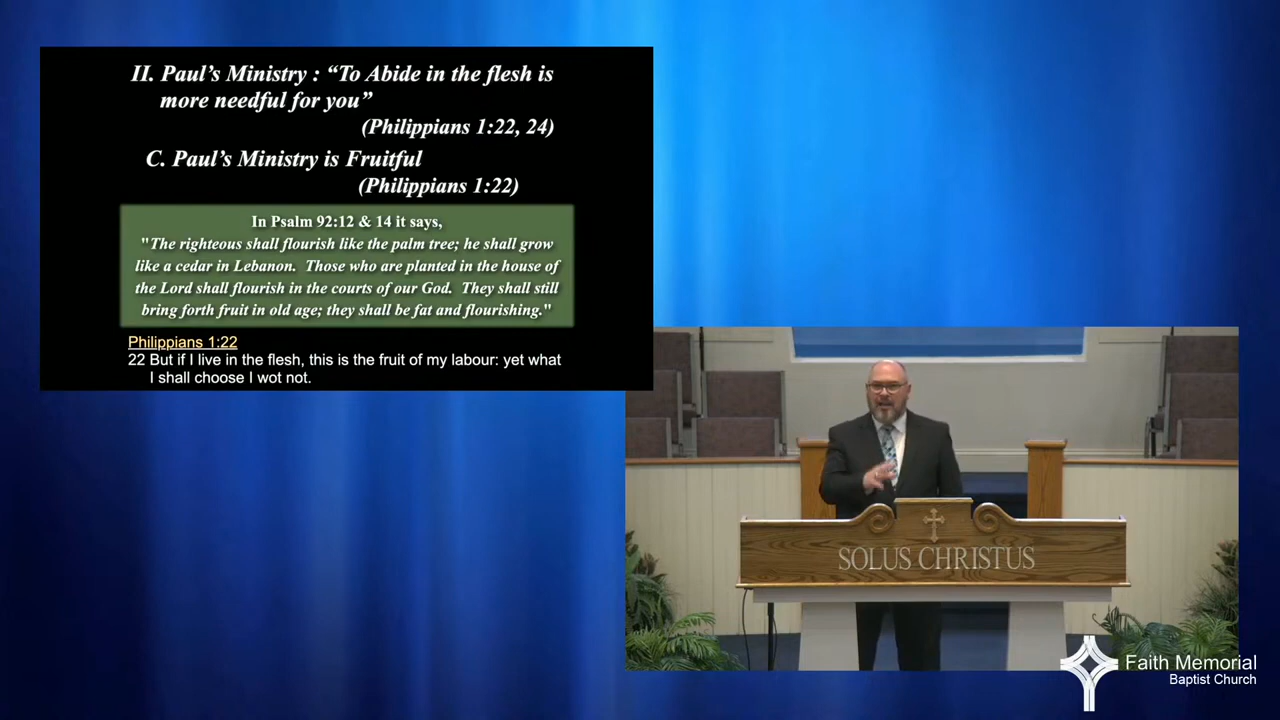 II. Paul's Ministry : “To Abide in the flesh is
more needful for you”
(Philippians 1:22, 24)
C. Paul's Ministry is Fruitful
(Philippians 1:22)
In Psalm 92:12 & 14 it says,
"The righteous shall flourish like the palm tree; he shall grow
like a cedar in Lebanon. Those who are planted in the house of
the Lord shall flourish in the courts of our God. They shall still
bring forth fruit in old age; they shall be fat and flourishing."
Philippians 1:22
22 But if I live in the flesh, this is the fruit of my labour: yet what
I shall choose I wot not.
SOLUS CHRISTUS
Faith Memorial
Baptist Church